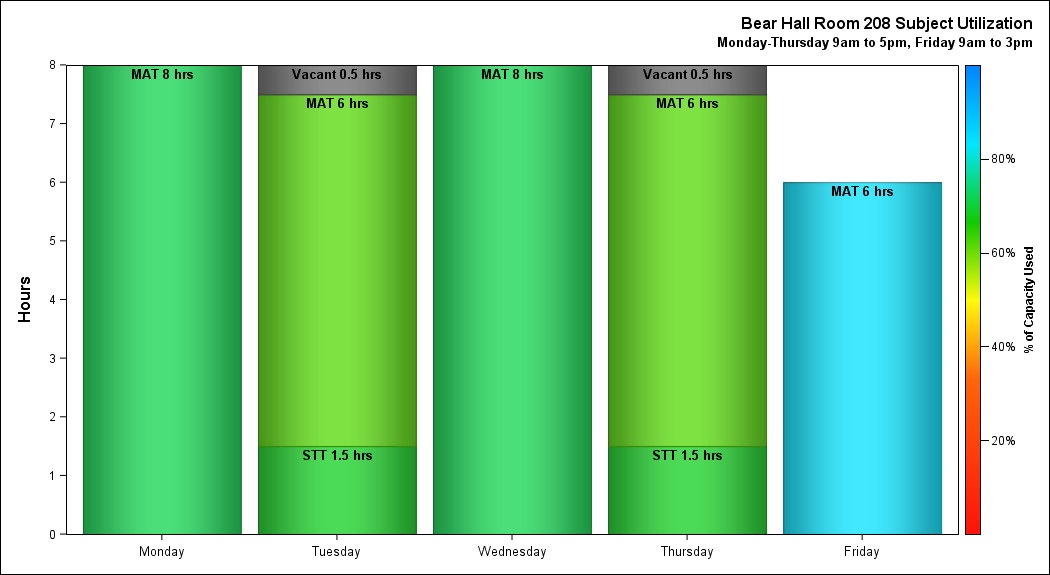 Bear Hall Room 208 Subject Utilization
Monday-Thursday 9am to 5pm, Friday 9am to 3pm
Hours
8
7
6
5
4
3
2
1
0
MAT 8 hrs
Vacant 0.5 hrs
MAT 6 hrs
STT 1.5 hrs
MAT 8 hrs
Vacant 0.5 hrs
MAT 6 hrs
STT 1.5 hrs
MAT 6 hrs
Monday
Tuesday
Wednesday
Thursday
Friday
80%
60%
40%
20%
% of Capacity Used